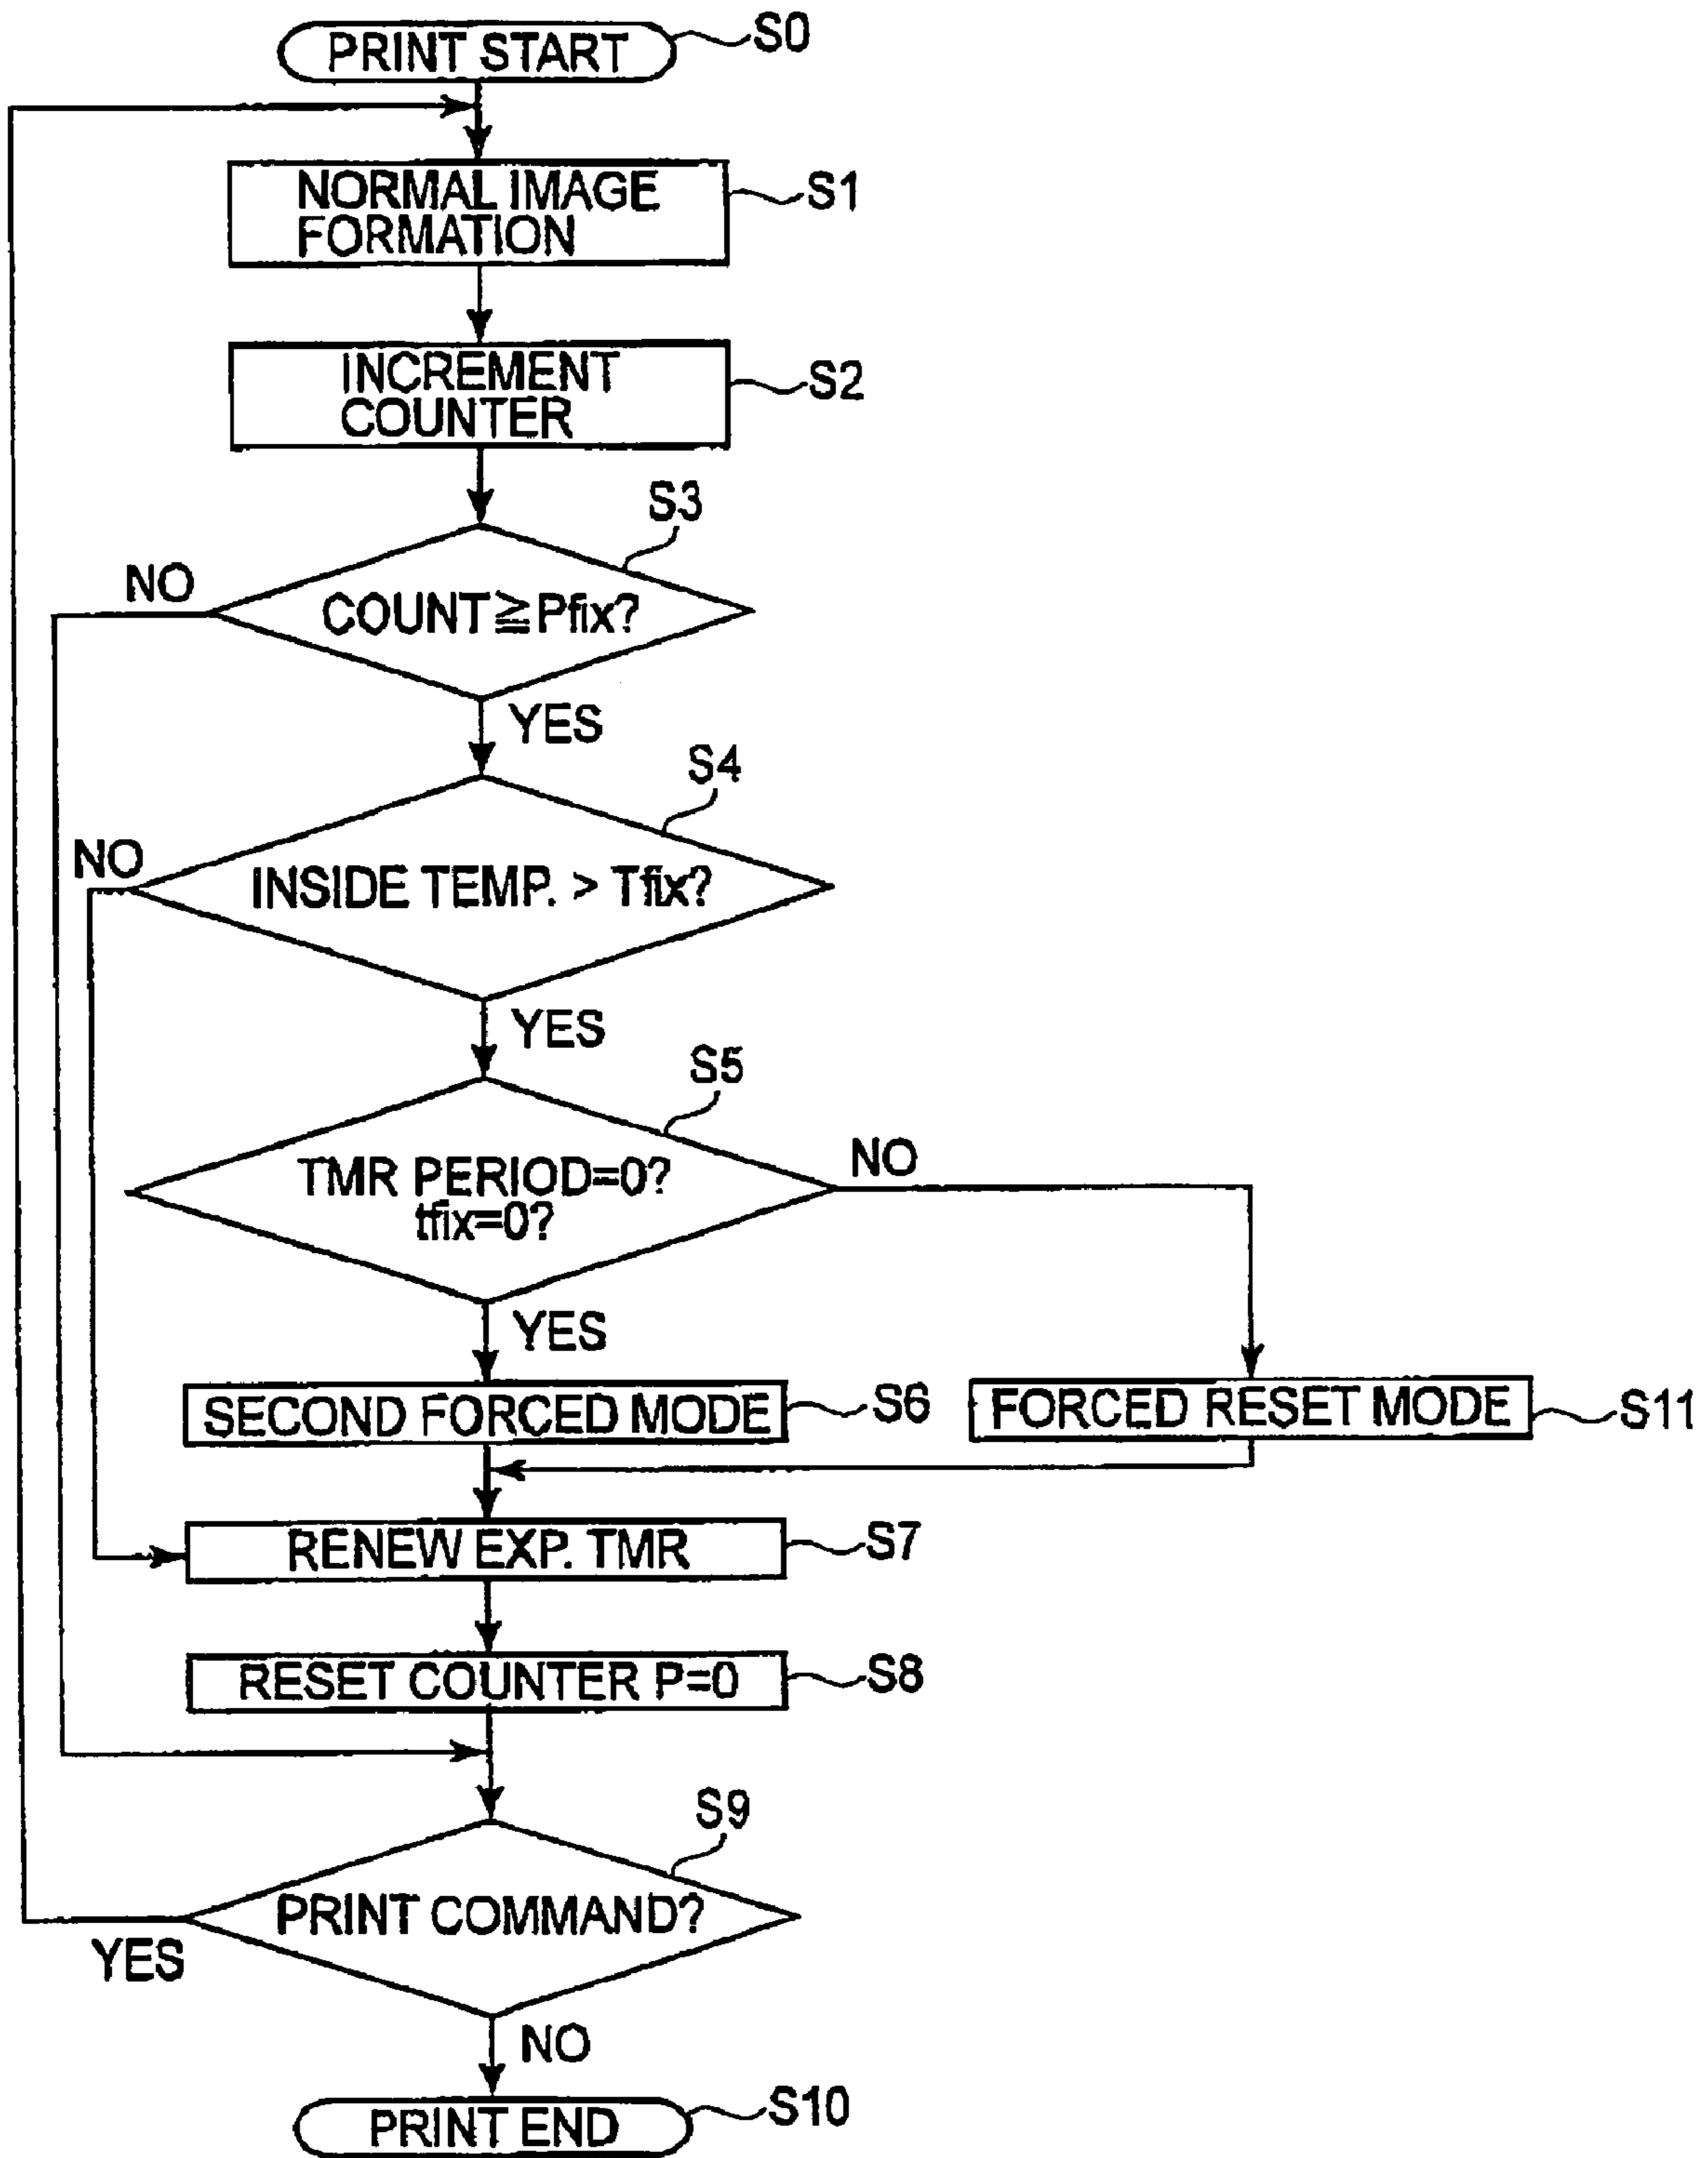 PRINT START
S0
NORMAL IMAGE
FORMATION
S1
INCREMENT
COUNTER
S2
S3
NO
COUNT≧Pfix?
YES
S4
NO
INSIDE TEMP. > Tfix?
YES
S5
NO
TMR PERIOD=0?
tfix=0?
YES
SECOND FORCED MODE
S6
FORCED RESET MODE
S11
RENEW EXP. TMR
S7
RESET COUNTER P=0
S8
S9
PRINT COMMAND?
YES
NO
PRINT END
S10